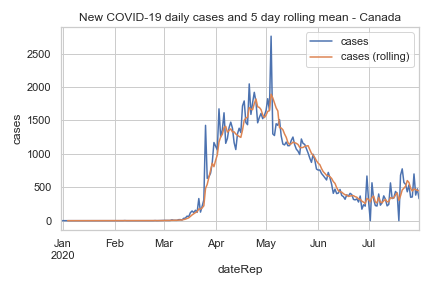 New COVID-19 daily cases and 5 day rolling mean - Canada
cases
cases (rolling)
cases
2500
2000
1500
1000
500
0
Jan Feb Mar Apr May Jun Jul
2020
dateRep